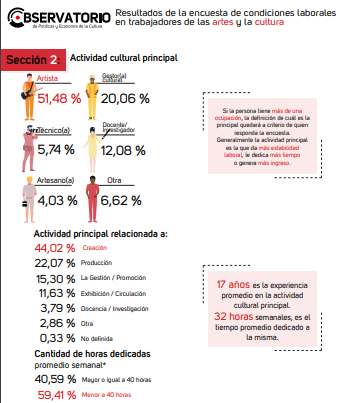 OBSERVATORIO
de Políticas y Economía de la Cultura
Resultados de la encuesta de condiciones laborales
en trabajadores de las artes y la cultura
Sección 2:
Actividad cultural principal
Artista
51,48 %
Gestor(a)
cultural
20,06 %
Técnico(a)
5,74 %
Docente/
Investigador
12,08 %
Artesano(a)
4,03 %
Otra
6,62 %
Si la persona tiene más de una
ocupación, la definición de cuál es la
principal quedará a criterio de quien
responda la encuesta.
Generalmente la actividad principal
es la que da más estabilidad
laboral, le dedica más tiempo
o genera más ingreso.
Actividad principal relacionada a:
44,02 % Creación
22,07 % Producción
15,30 % La Gestión / Promoción
11,63 % Exhibición / Circulación
3,79 % Docencia / Investigación
2,86 % Otra
0,33 % No definida
17 años es la experiencia
promedio en la actividad
cultural principal.
32 horas semanales, es el
tiempo promedio dedicado a
la misma.
Cantidad de horas dedicadas
promedio semanal*
40,59 % Mayor o igual a 40 horas
59,41 % Menor a 40 horas